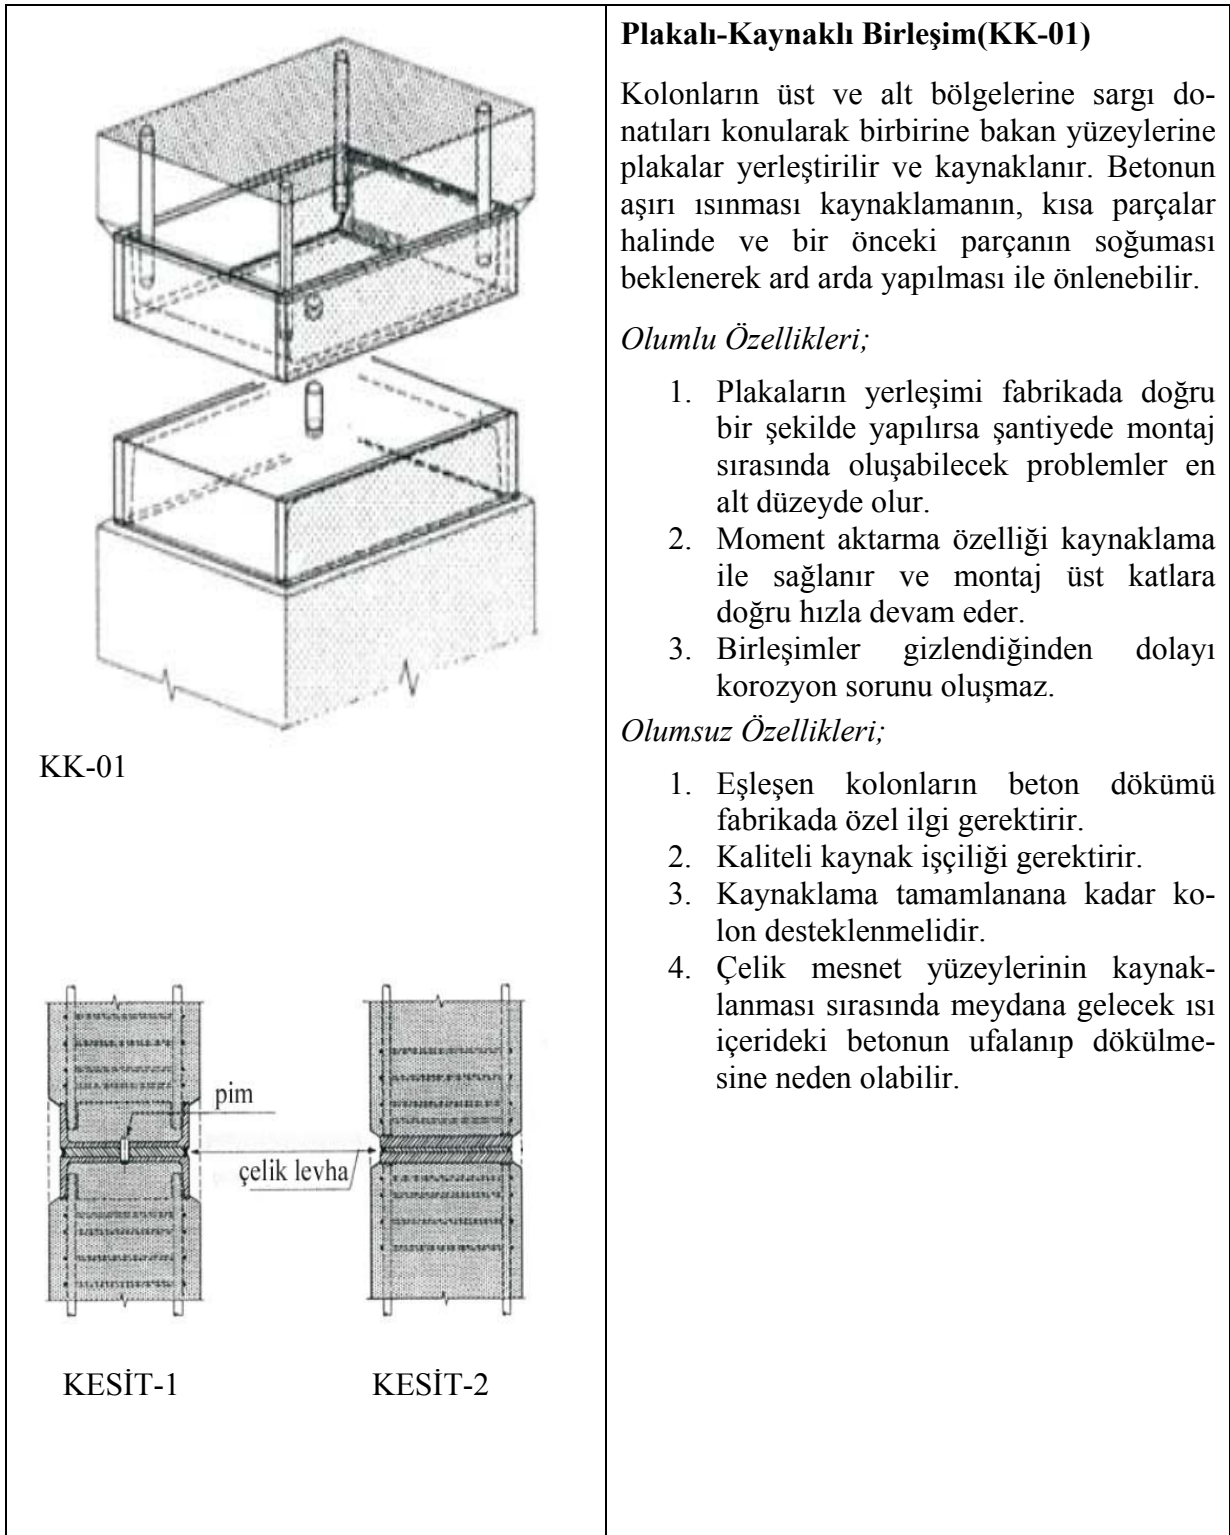 KK-01
pim
çelik levha
KESİT-1 KESİT-2
Plakalı-Kaynaklı Birleşim(KK-01)
Kolonların üst ve alt bölgelerine sargı do-
natıları konularak birbirine bakan yüzeylerine
plakalar yerleştirilir ve kaynaklanır. Betonun
aşırı ısınması kaynaklamanın, kısa parçalar
halinde ve bir önceki parçanın soğuması
beklenerek ard arda yapılması ile önlenebilir.
Olumlu Özellikleri;
1. Plakaların yerleşimi fabrikada doğru
bir şekilde yapılırsa şantiyede montaj
sırasında oluşabilecek problemler en
alt düzeyde olur.
2. Moment aktarma özelliği kaynaklama
ile sağlanır ve montaj üst katlara
doğru hızla devam eder.
3. Birleşimler gizlendiğinden dolayı
korozyon sorunu oluşmaz.
Olumsuz Özellikleri;
1. Eşleşen kolonların beton dökümü
fabrikada özel ilgi gerektirir.
2. Kaliteli kaynak işçiliği gerektirir.
3. Kaynaklama tamamlanana kadar ko-
lon desteklenmelidir.
4. Çelik mesnet yüzeylerinin kaynak-
lanması sırasında meydana gelecek ısı
içerideki betonun ufalanıp dökülme-
sine neden olabilir.